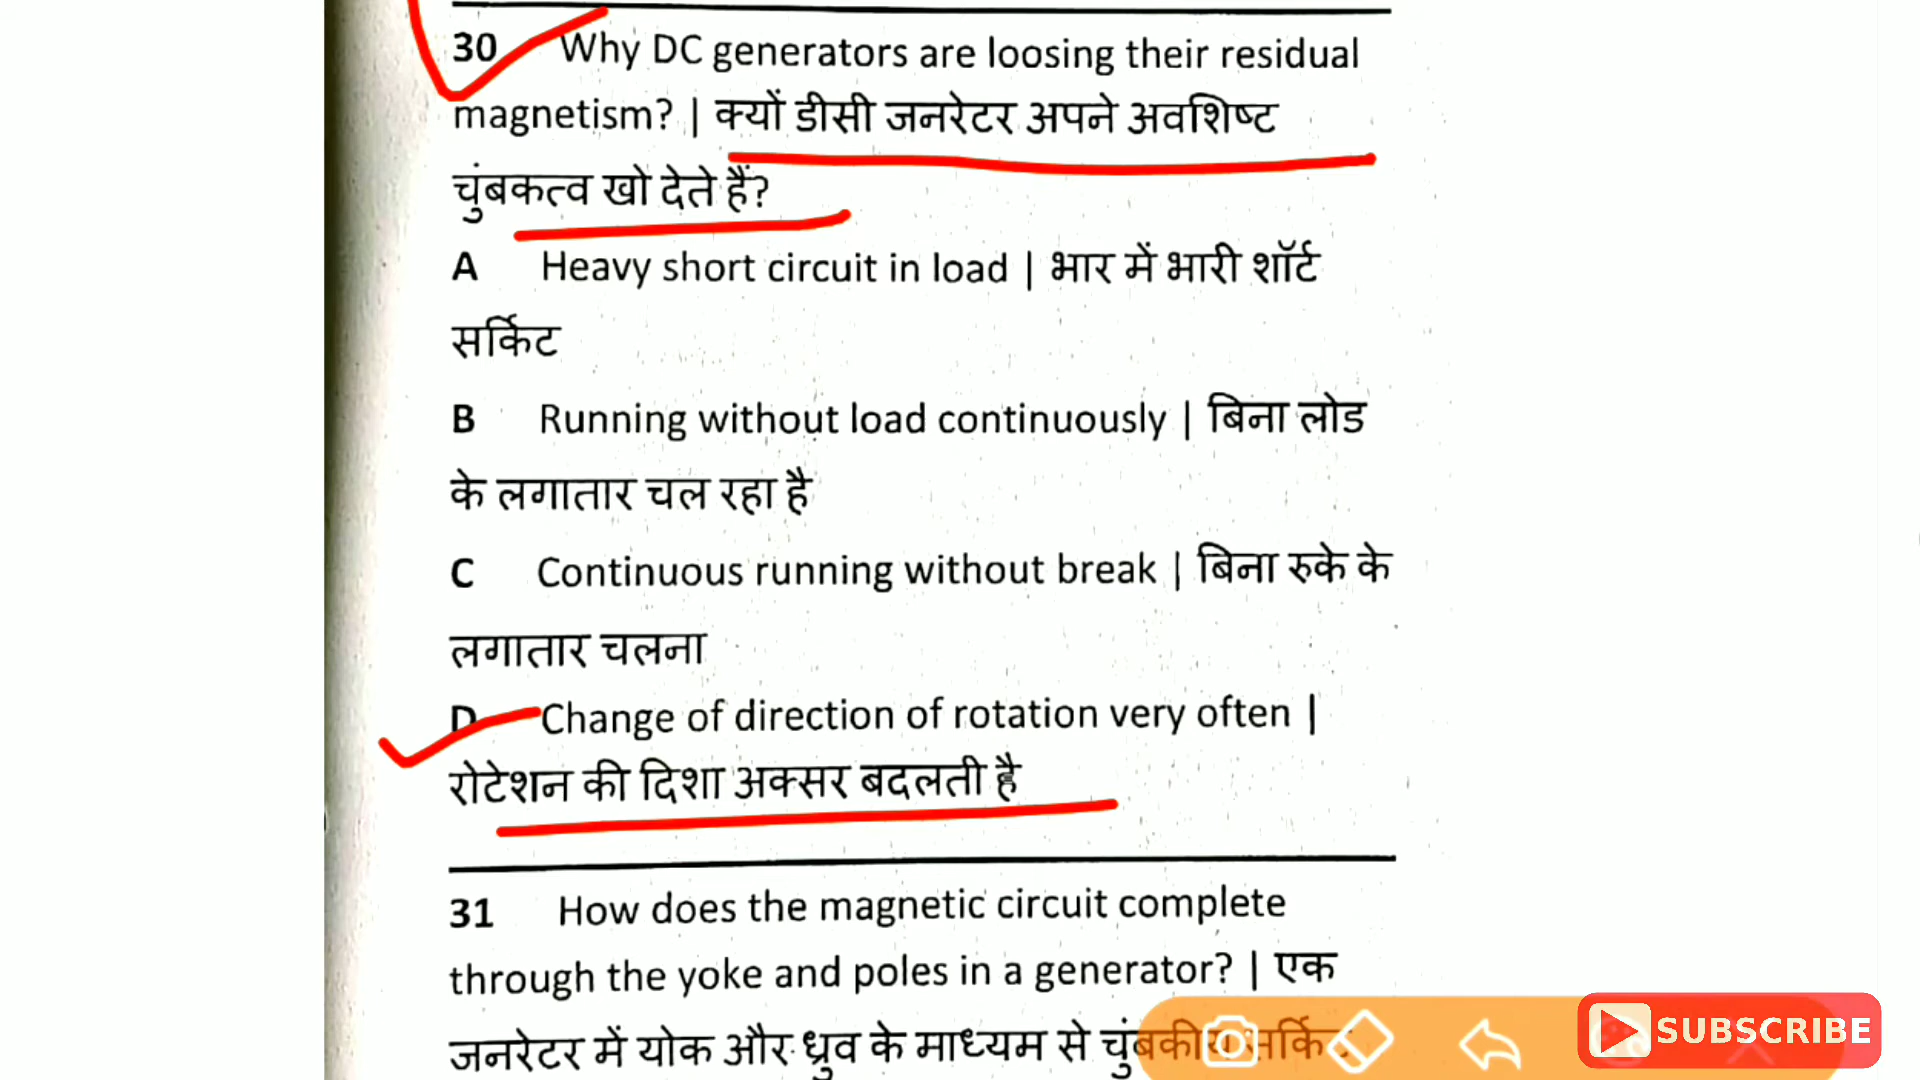 30 Why DC generators are loosing their residual
magnetism? | क्यों डीसी जनरेटर अपने अवशिष्ट
चुंबकत्व खो देते हैं?
A Heavy short circuit in load | भार में भारी शॉर्ट
सर्किट
B Running without load continuously | बिना लोड
के लगातार चल रहा है
C Continuous running without break | बिना रुके के
लगातार चलना
D Change of direction of rotation very often |
रोटेशन की दिशा अक्सर बदलती है
31 How does the magnetic circuit complete
through the yoke and poles in a generator? | एक
जनरेटर में योक और ध्रुव के माध्यम से चुंबकीय
SUBSCRIBE